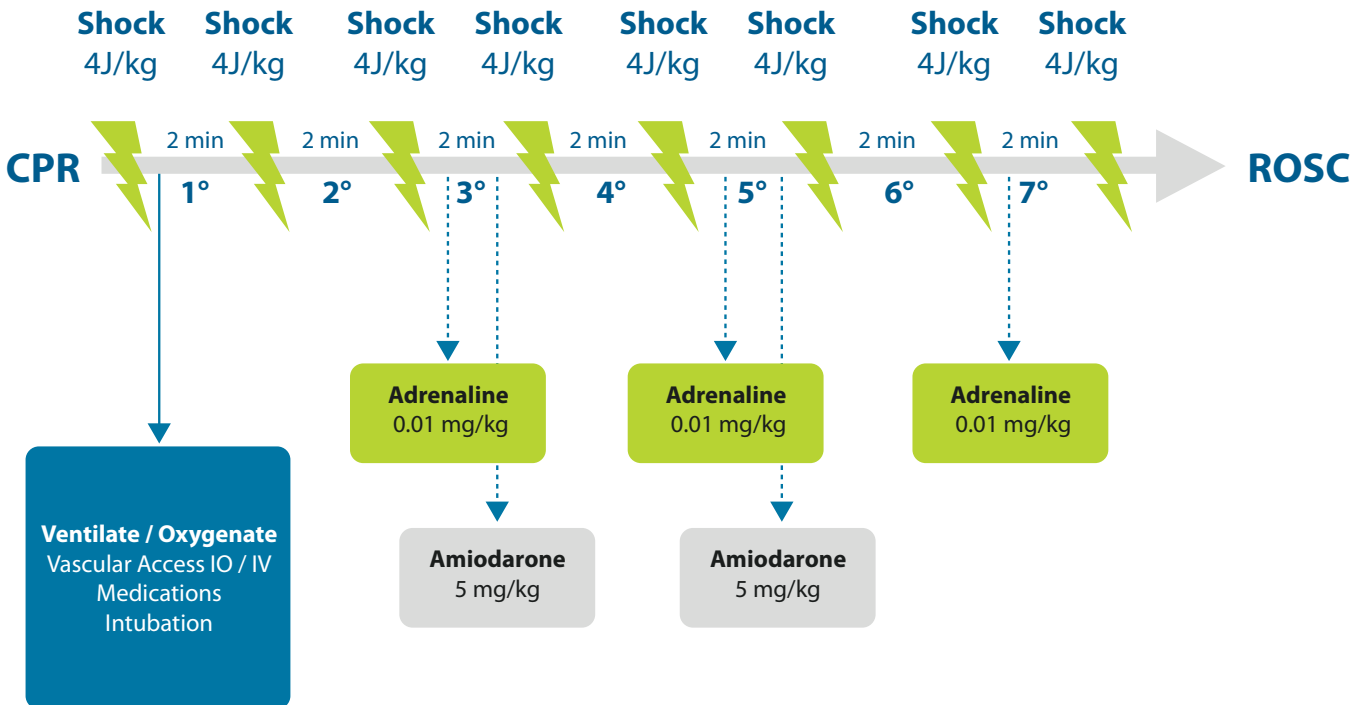 Shock Shock Shock Shock Shock Shock Shock Shock
4J/kg 4J/kg 4J/kg 4J/kg 4J/kg 4J/kg 4J/kg 4J/kg
2 min 2 min 2 min 2 min 2 min 2 min 2 min
CPR ROSC
1° 2° 3° 4° 5° 6° 7°
Adrenaline Adrenaline Adrenaline
0.01 mg/kg 0.01 mg/kg 0.01 mg/kg
Ventilate / Oxygenate
Vascular Access IO / IV
Medications
Intubation
Amiodarone Amiodarone
5 mg/kg 5 mg/kg